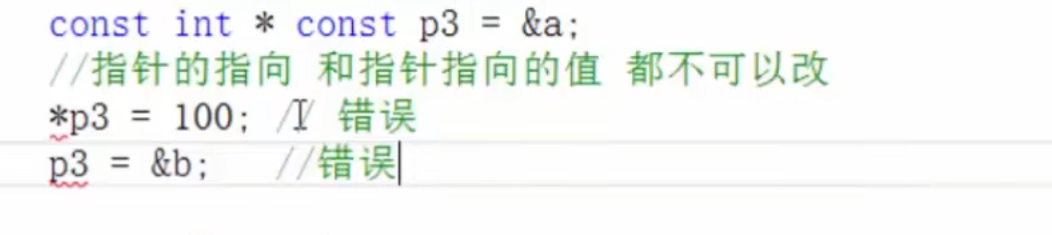 const int * const p3 = &a;
//指针的指向 和指针指向的值 都不可以改
*p3 = 100; // 错误
p3 = &b;   //错误